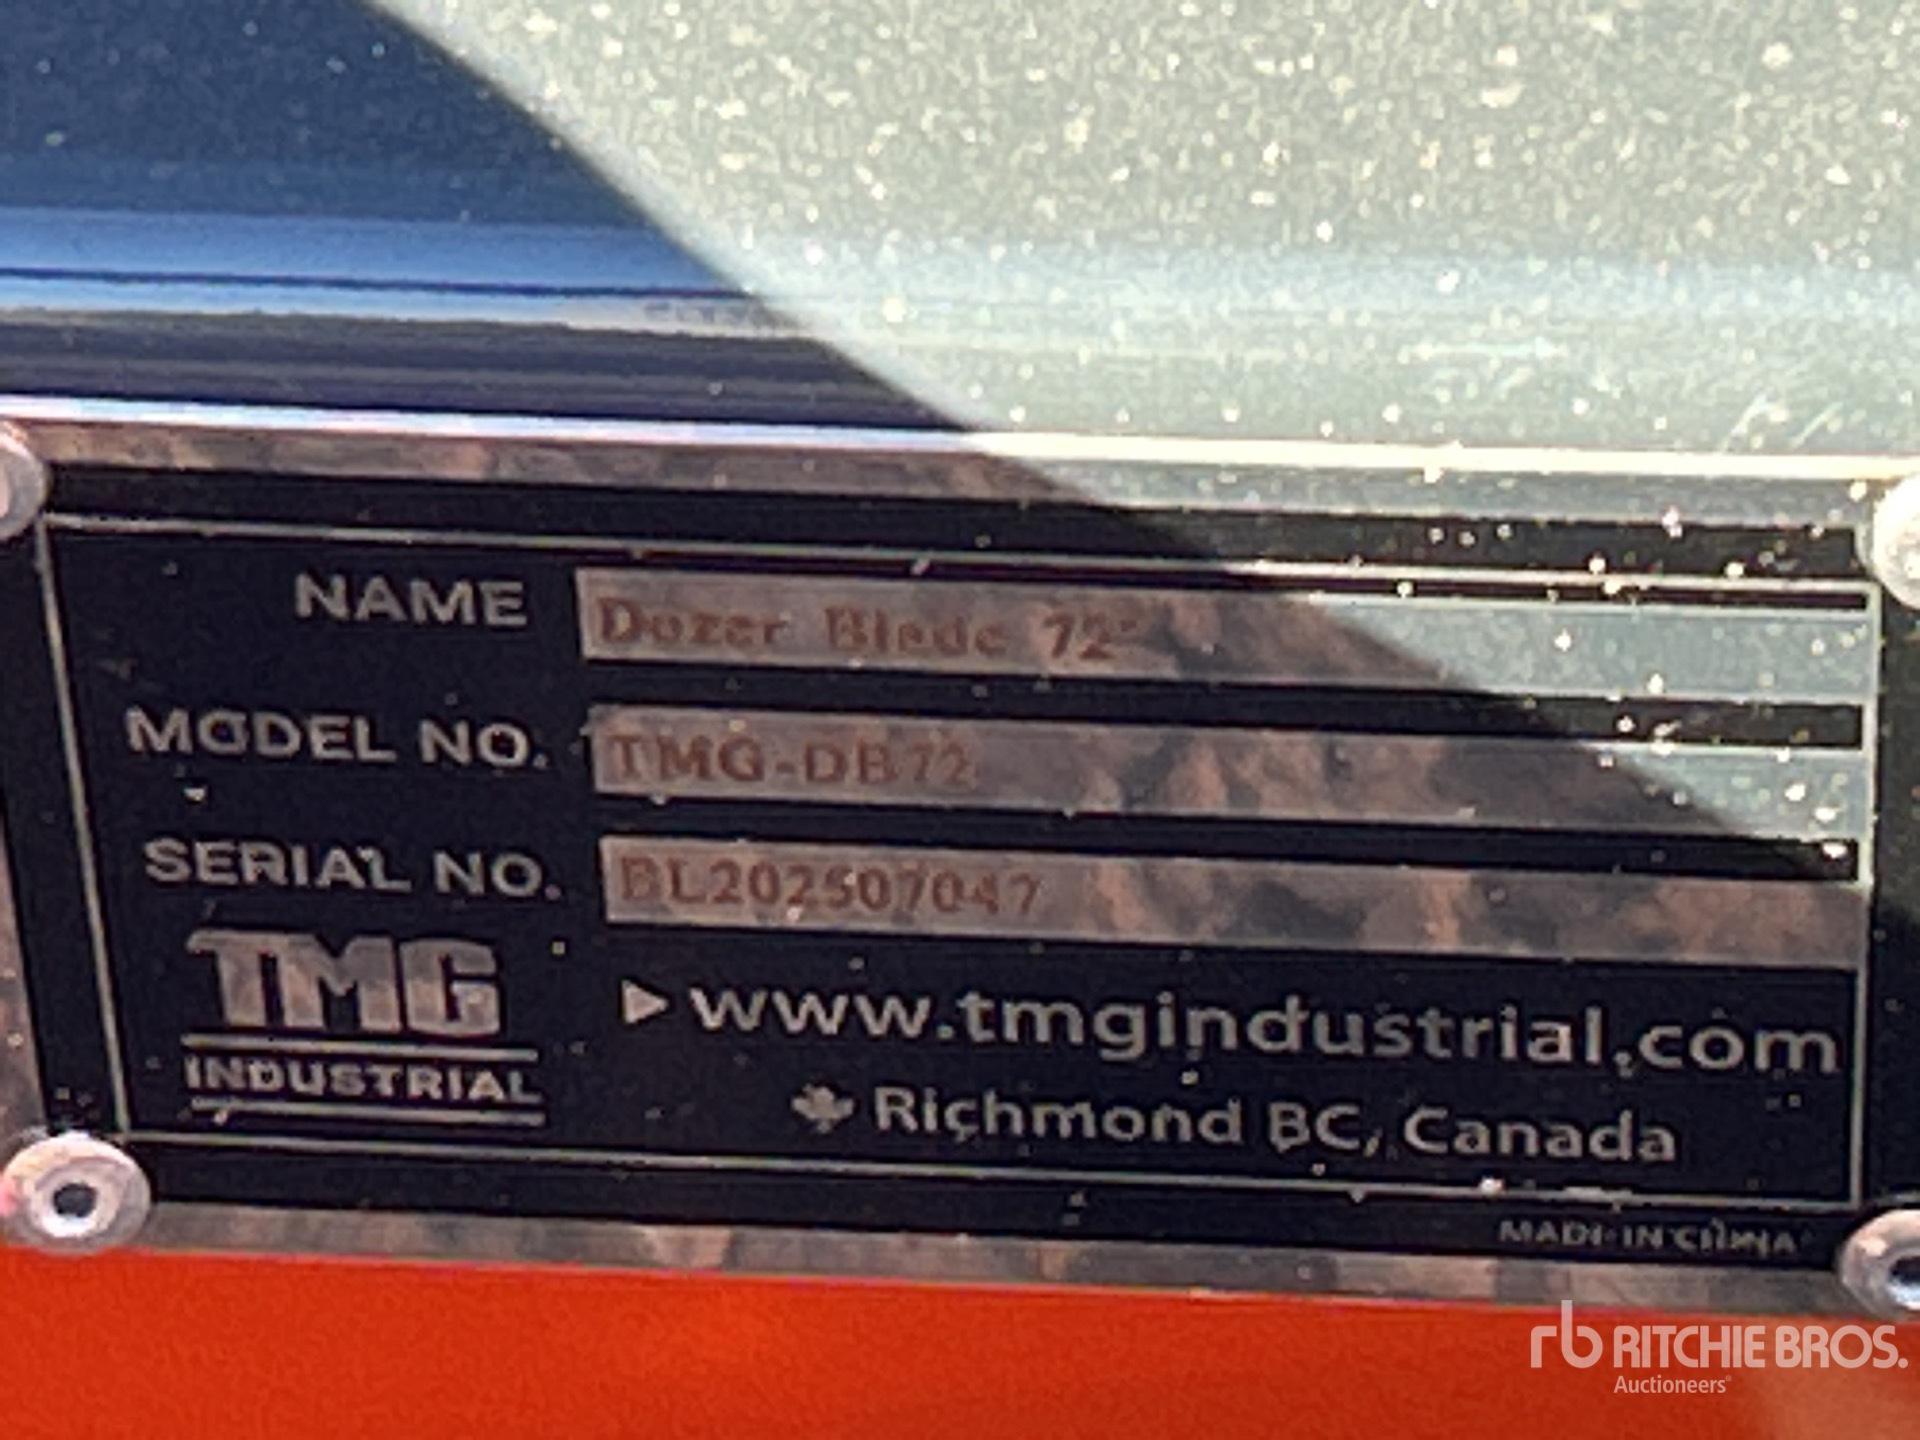 NAME Dozer Blade 72"
MODEL NO. TMG-DB72
SERIAL NO. BL202507047
TMG
INDUSTRIAL
www.tmgindustrial.com
Richmond BC, Canada
MADE IN CHINA
rb RITCHIE BROS.
Auctioneers